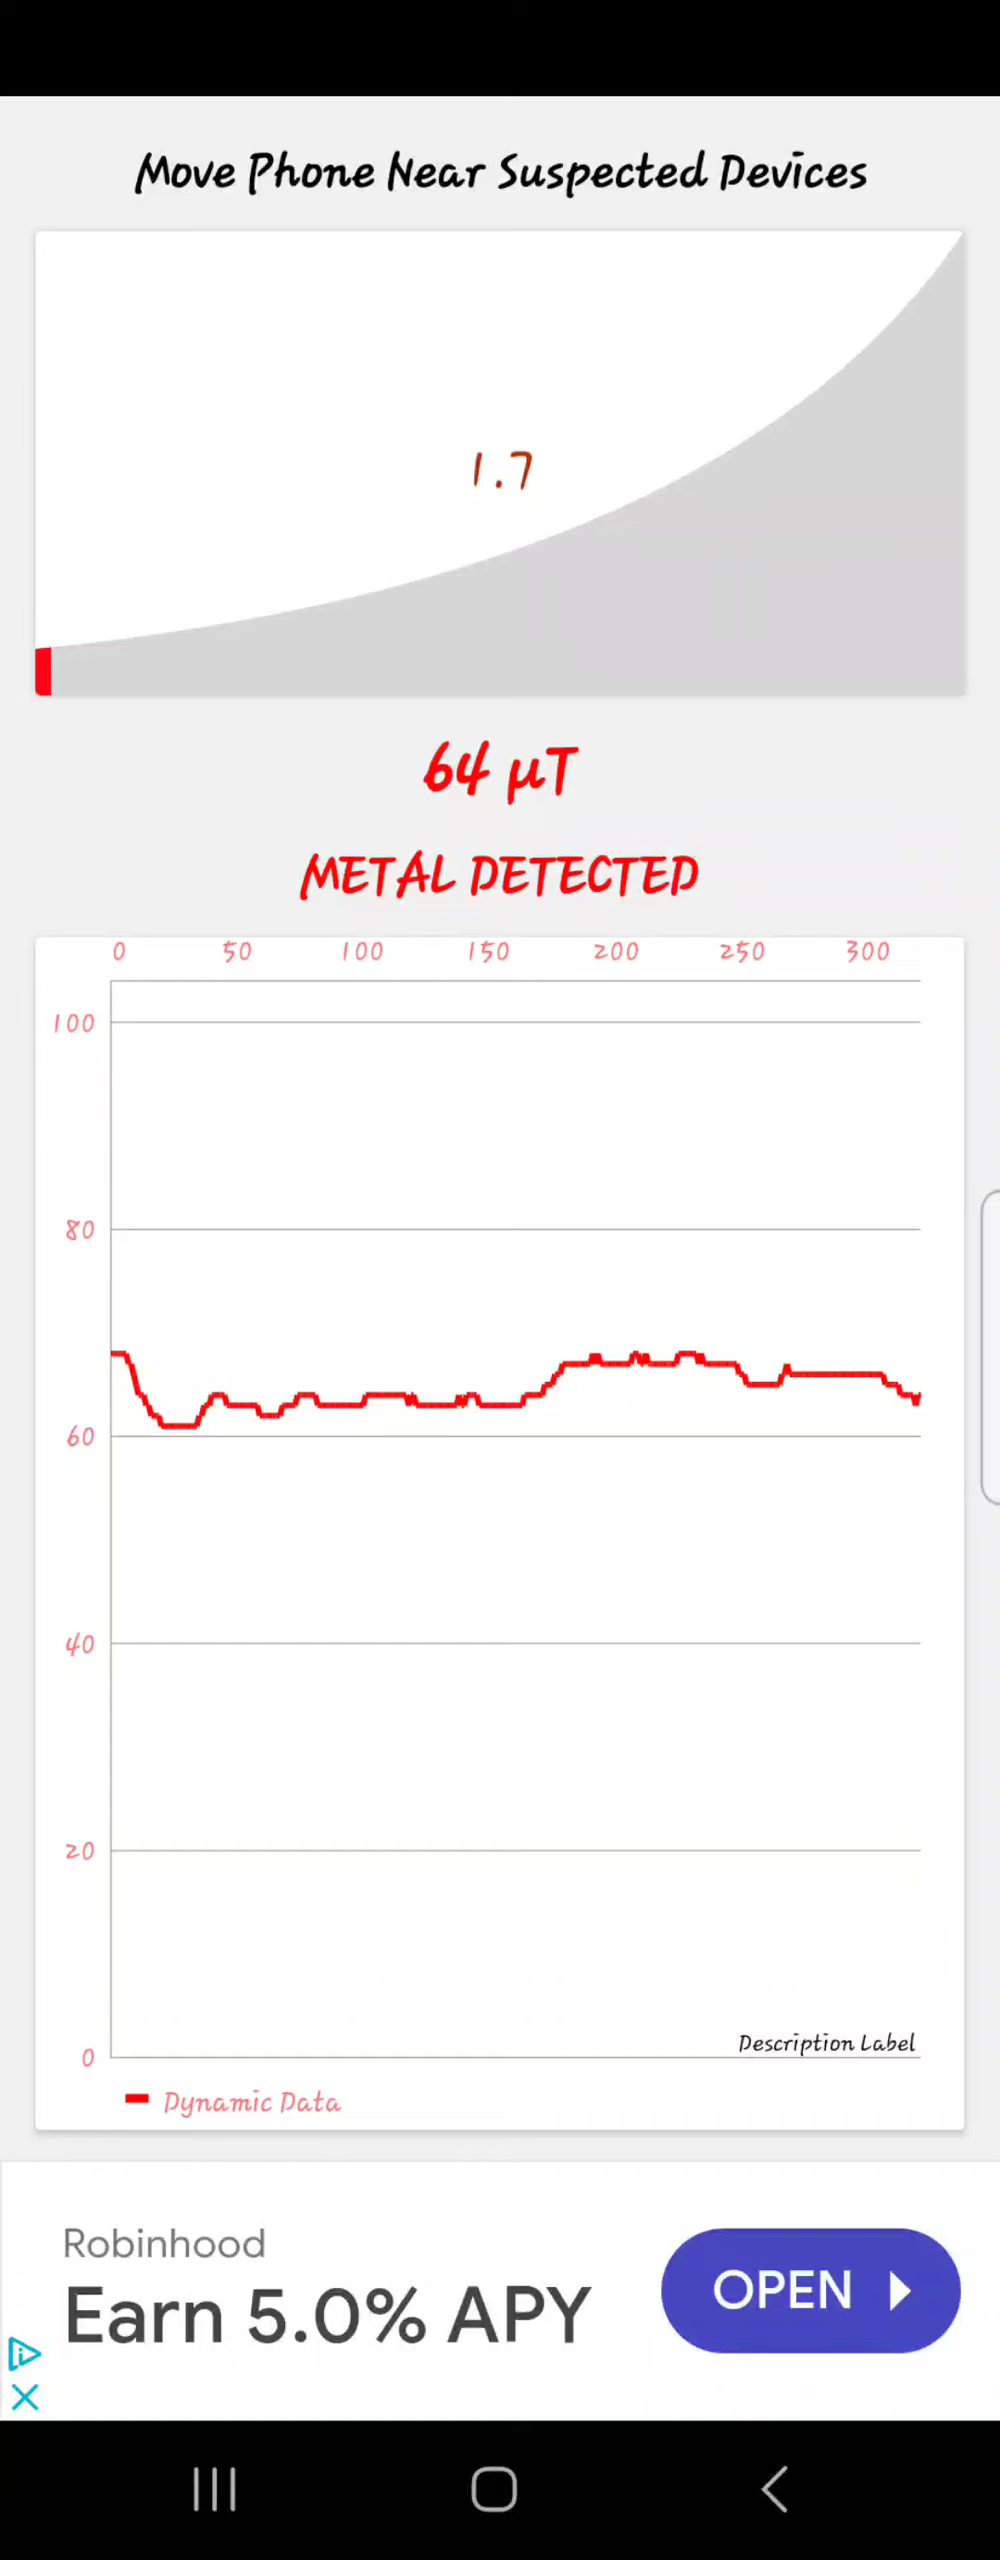 Move Phone Near Suspected Devices
1.7
64 µT
METAL DETECTED
0 50 100 150 200 250 300
100
80
60
40
20
0
Description Label
Dynamic Data
Robinhood
Earn 5.0% APY
OPEN